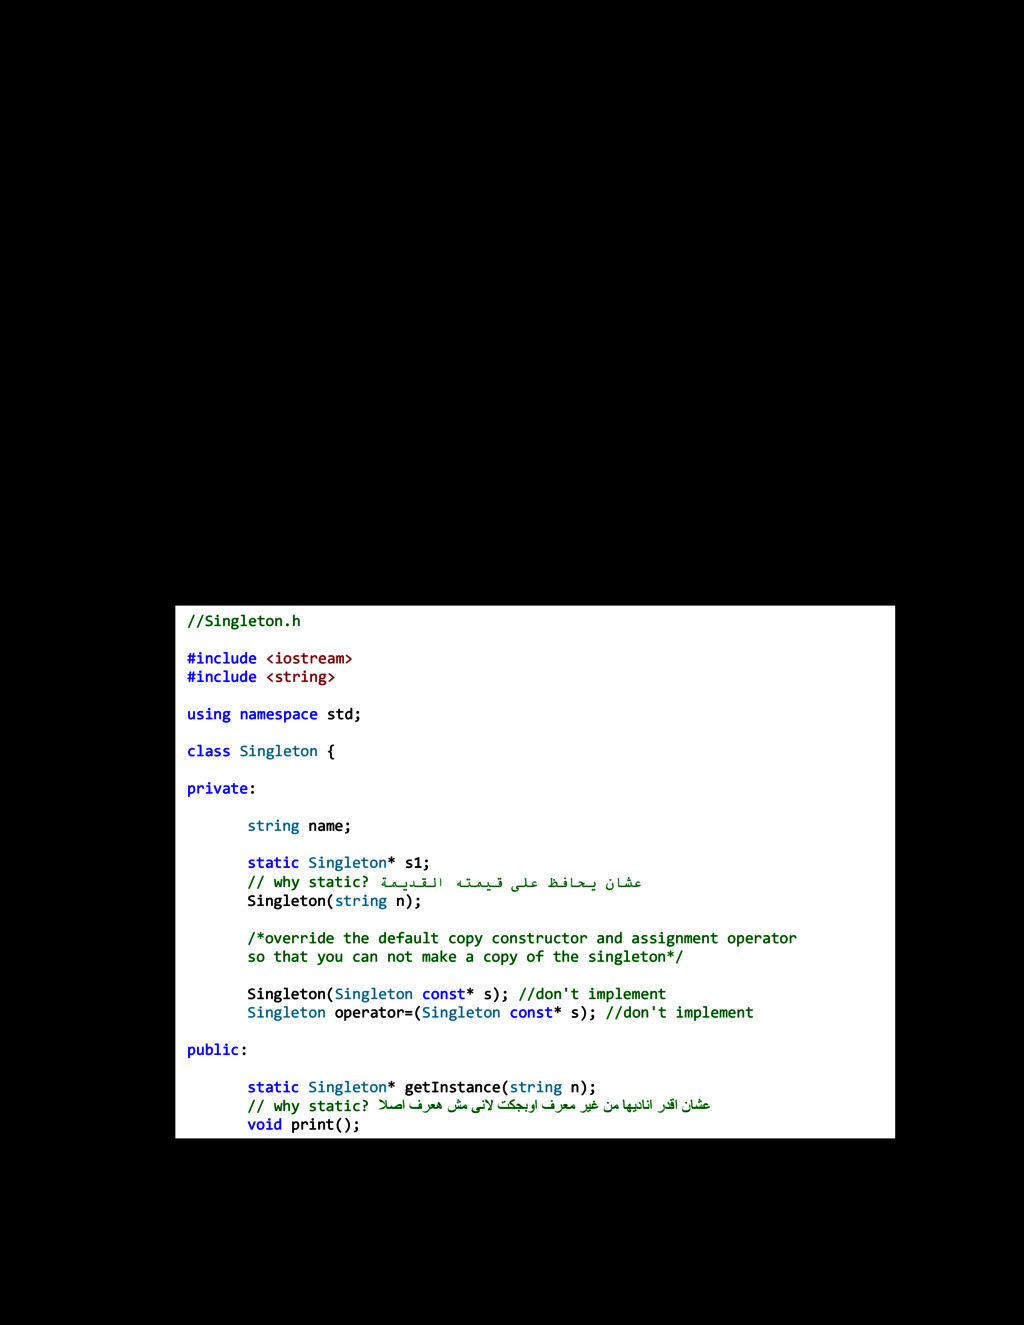 //Singleton.h
#include <iostream>
#include <string>
using namespace std;
class Singleton {
private:
string name;
static Singleton* s1;
// why static? عشان يحافظ على قيمته القديمة
Singleton(string n);
/*override the default copy constructor and assignment operator
so that you can not make a copy of the singleton*/
Singleton(Singleton const* s); //don't implement
Singleton operator=(Singleton const* s); //don't implement
public:
static Singleton* getInstance(string n);
// why static? عشان اقدر اناديها من غير معرف اوبجكت لانى مش هعرف اصلا
void print();